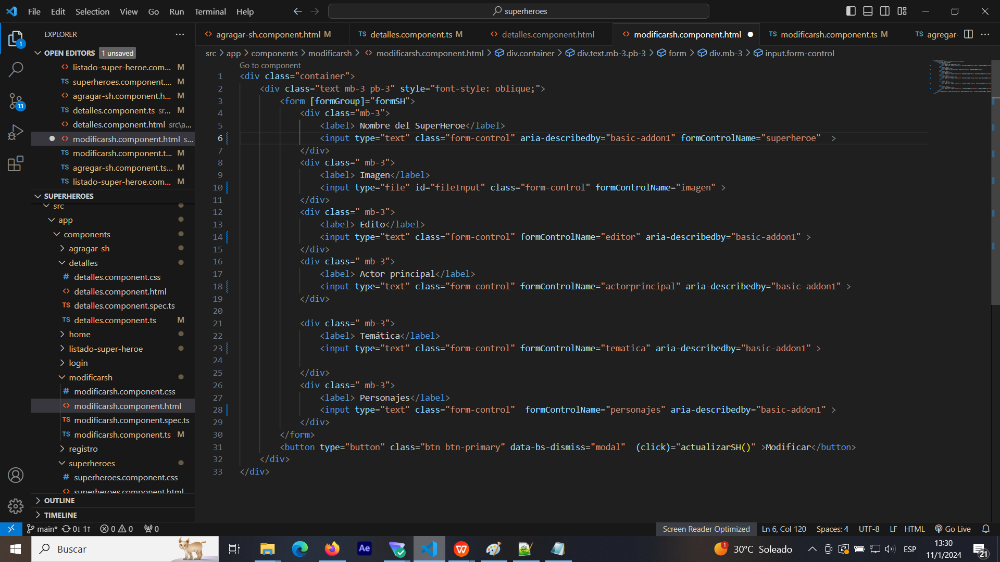 File Edit Selection View Go Run Terminal Help
superheroes
EXPLORER
OPEN EDITORS 1 unsaved
listado-super-heroe.com... M
superheroes.component.... M
agragar-sh.component.h... M
detalles.component.ts sr... M
detalles.component.html src\a...
modificarsh.component.html s...
modificarsh.component.t... M
agregar-sh.component.ts... M
listado-super-heroe.com... M
SUPERHEROES
src
app
components
agragar-sh
detalles
detalles.component.css
detalles.component.html
detalles.component.spec.ts
detalles.component.ts M
home
listado-super-heroe
login
modificarsh
modificarsh.component.css
modificarsh.component.html
modificarsh.component.spec.ts
modificarsh.component.ts M
registro
superheroes
superheroes.component.css
superheroes.component.html
OUTLINE
TIMELINE
agragar-sh.component.html M
detalles.component.ts M
detalles.component.html
modificarsh.component.html
modificarsh.component.ts M
agregar-
src > app > components > modificarsh > modificarsh.component.html > div.container > div.text.mb-3.pb-3 > form > div.mb-3 > input.form-control
Go to component
1 <div class="container">
2 <div class="text mb-3 pb-3" style="font-style: oblique;">
3 <form [formGroup]="formSH">
4 <div class="mb-3">
5 <label> Nombre del SuperHeroe</label>
6 <input type="text" class="form-control" aria-describedby="basic-addon1" formControlName="superheroe" >
7 </div>
8 <div class=" mb-3">
9 <label> Imagen</label>
10 <input type="file" id="fileInput" class="form-control" formControlName="imagen" >
11 </div>
12 <div class=" mb-3">
13 <label> Edito</label>
14 <input type="text" class="form-control" formControlName="editor" aria-describedby="basic-addon1" >
15 </div>
16 <div class=" mb-3">
17 <label> Actor principal</label>
18 <input type="text" class="form-control" formControlName="actorprincipal" aria-describedby="basic-addon1" >
19 </div>
20
21 <div class=" mb-3">
22 <label> Temática</label>
23 <input type="text" class="form-control" formControlName="tematica" aria-describedby="basic-addon1" >
24
25 </div>
26 <div class=" mb-3">
27 <label> Personajes</label>
28 <input type="text" class="form-control"  formControlName="personajes" aria-describedby="basic-addon1" >
29 </div>
30 </form>
31 <button type="button" class="btn btn-primary" data-bs-dismiss="modal"  (click)="actualizarSH()" >Modificar</button>
32 </div>
33 </div>
main* 0↓ 1↑ 0 0 0
Screen Reader Optimized Ln 6, Col 120 Spaces: 4 UTF-8 LF HTML Go Live
Buscar
30°C Soleado
ESP
13:30
11/1/2024
21